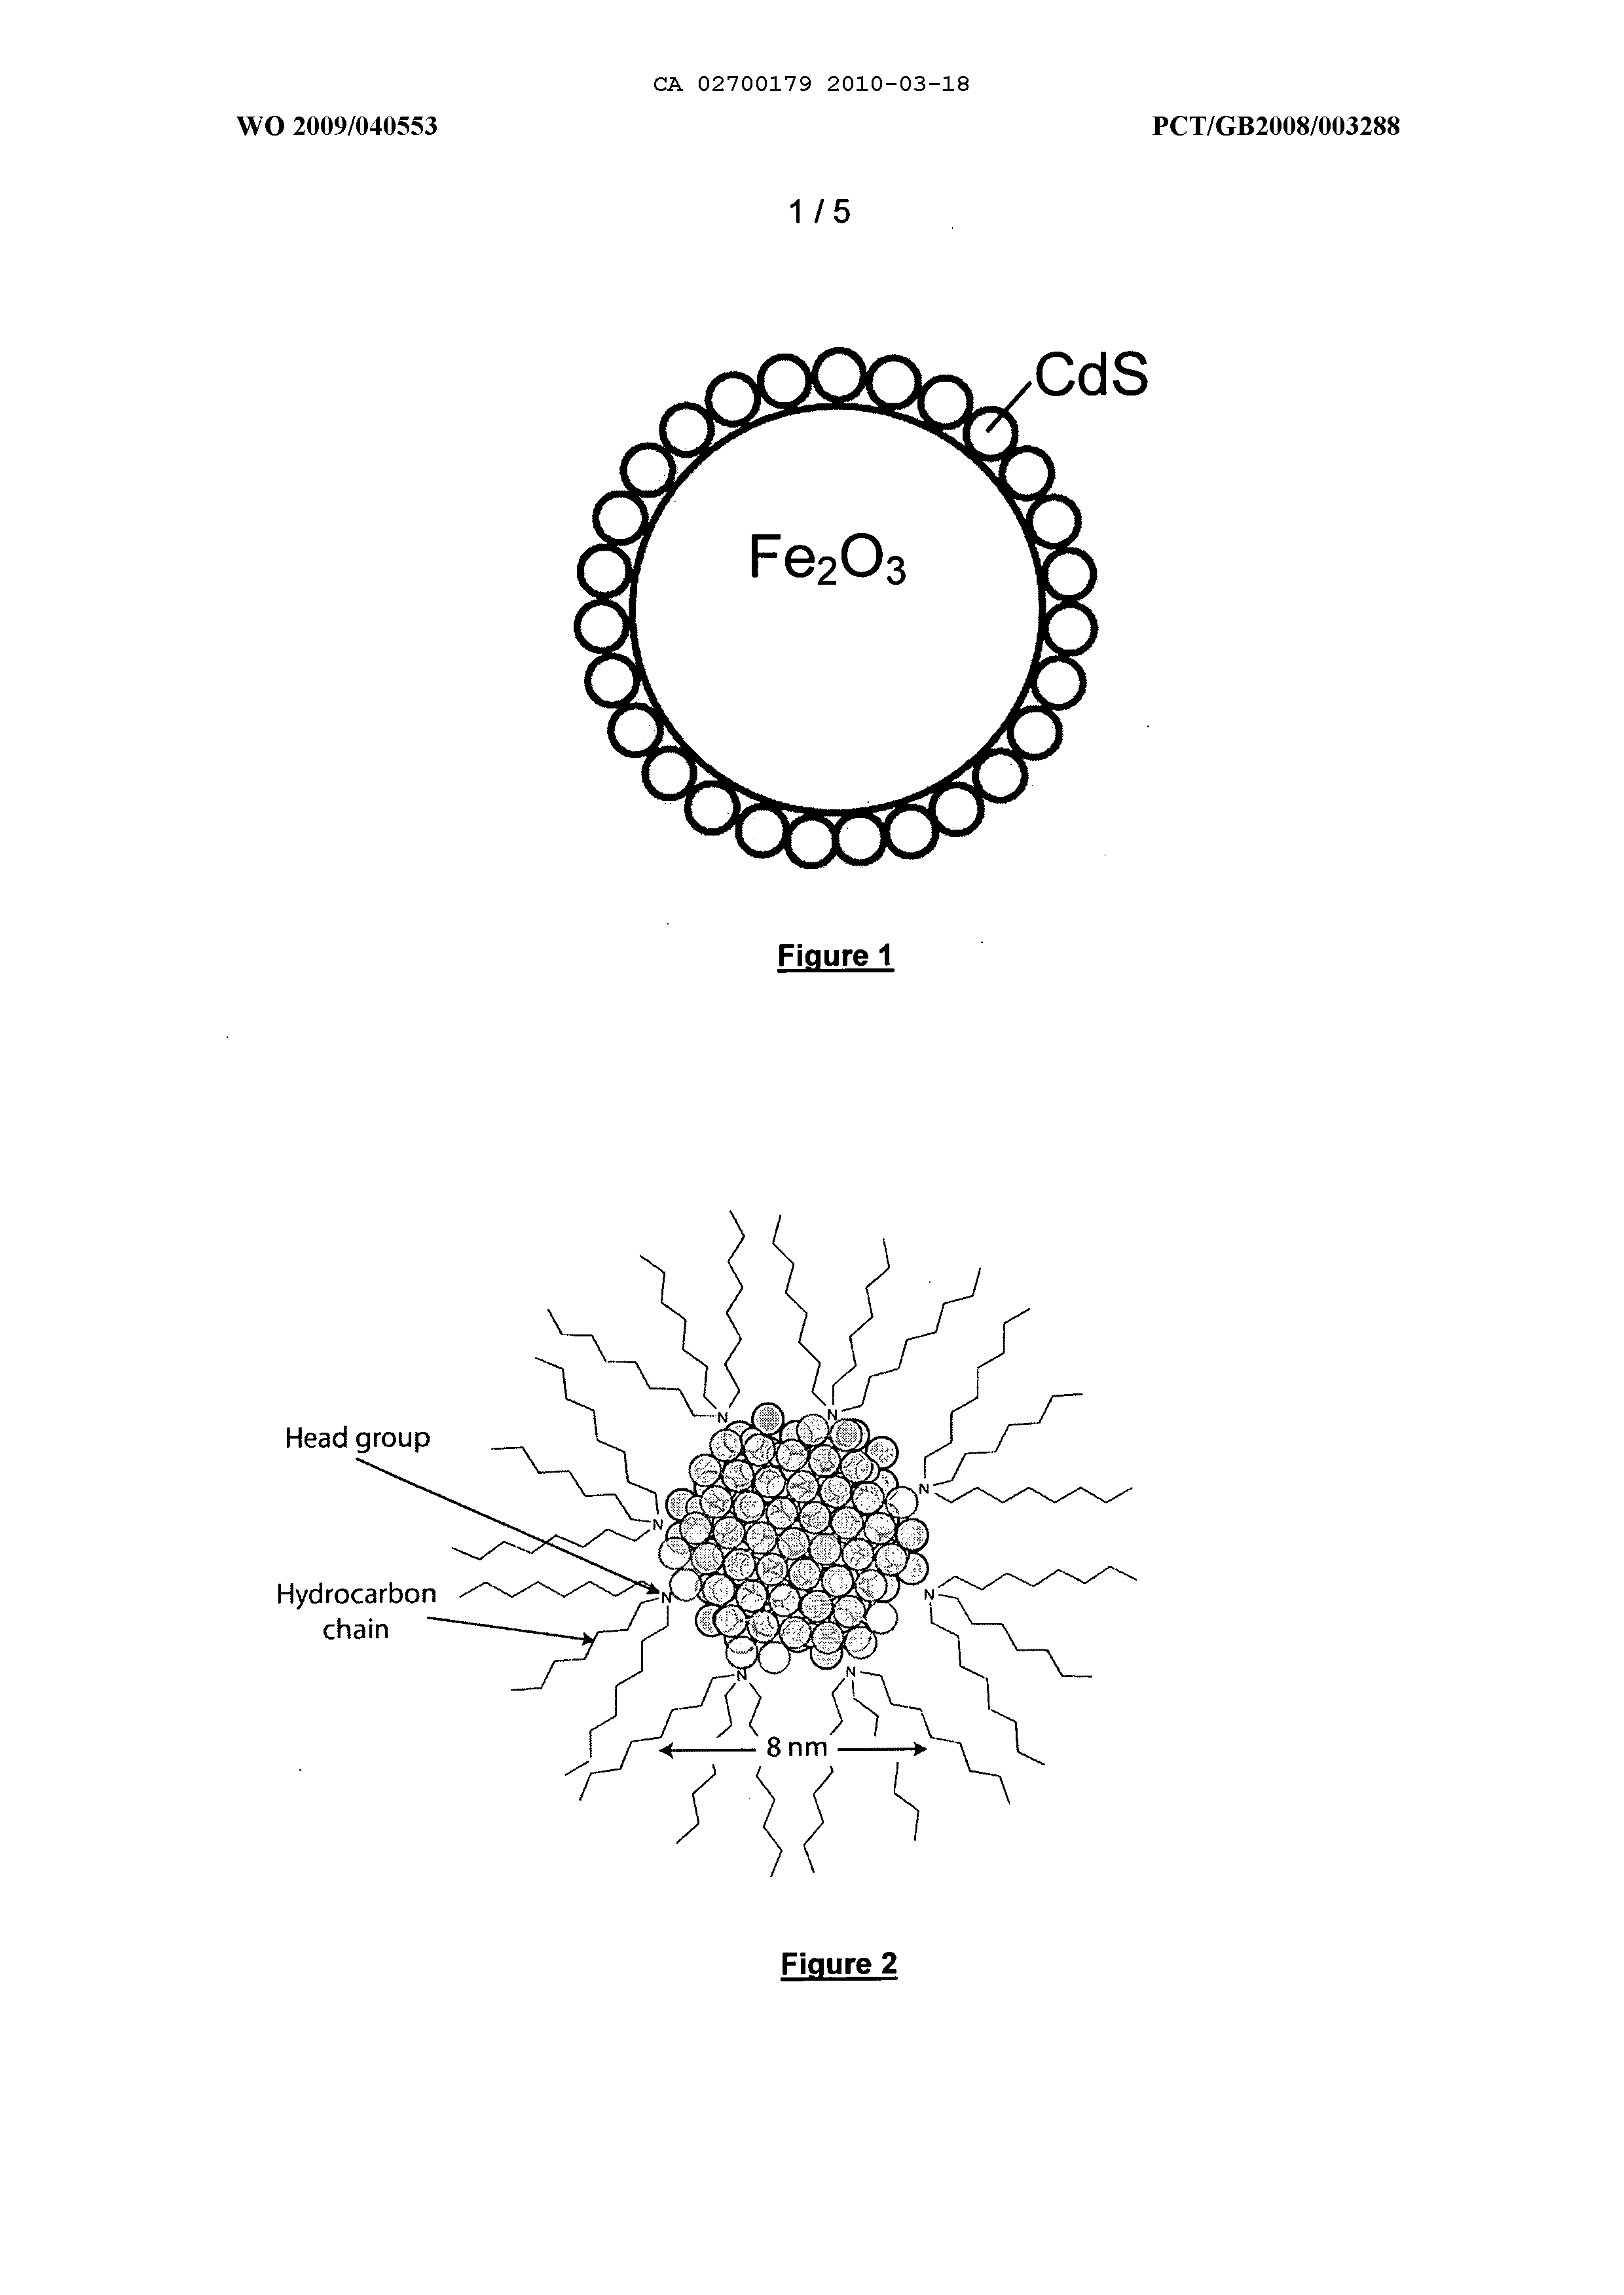 CA 02700179 2010-03-18
WO 2009/040553 PCT/GB2008/003288
1 / 5
CdS
Fe₂O₃
Figure 1
N N
Head group
N
N
Hydrocarbon
chain
N
N
N N
8 nm
Figure 2